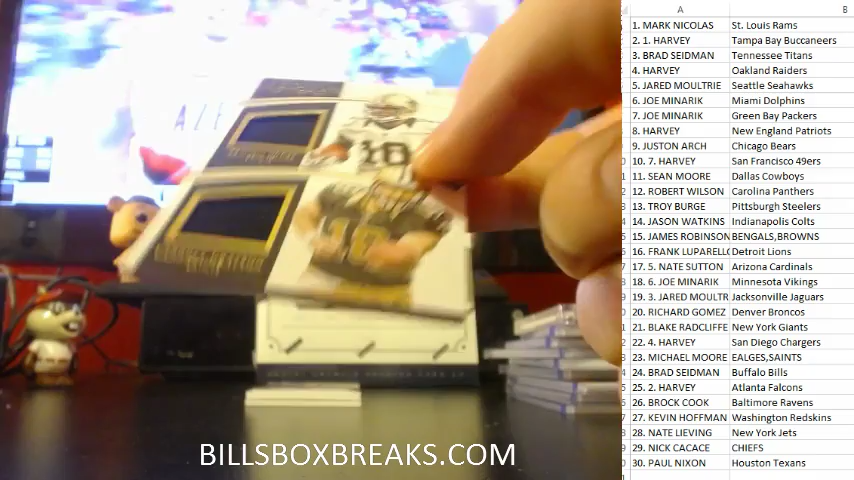 A B
1. MARK NICOLAS St. Louis Rams
2. 1. HARVEY Tampa Bay Buccaneers
3. BRAD SEIDMAN Tennessee Titans
4. HARVEY Oakland Raiders
5. JARED MOULTRIE Seattle Seahawks
6. JOE MINARIK Miami Dolphins
7. JOE MINARIK Green Bay Packers
8. HARVEY New England Patriots
9. JUSTON ARCH Chicago Bears
10. 7. HARVEY San Francisco 49ers
11. SEAN MOORE Dallas Cowboys
12. ROBERT WILSON Carolina Panthers
13. TROY BURGE Pittsburgh Steelers
14. JASON WATKINS Indianapolis Colts
15. JAMES ROBINSON BENGALS,BROWNS
16. FRANK LUPARELLO Detroit Lions
17. 5. NATE SUTTON Arizona Cardinals
18. 6. JOE MINARIK Minnesota Vikings
19. 3. JARED MOULTR Jacksonville Jaguars
20. RICHARD GOMEZ Denver Broncos
21. BLAKE RADCLIFFE New York Giants
22. 4. HARVEY San Diego Chargers
23. MICHAEL MOORE EALGES,SAINTS
24. BRAD SEIDMAN Buffalo Bills
25. 2. HARVEY Atlanta Falcons
26. BROCK COOK Baltimore Ravens
27. KEVIN HOFFMAN Washington Redskins
28. NATE LIEVING New York Jets
29. NICK CACACE CHIEFS
30. PAUL NIXON Houston Texans
AZ
10
10
BILLSBOXBREAKS.COM